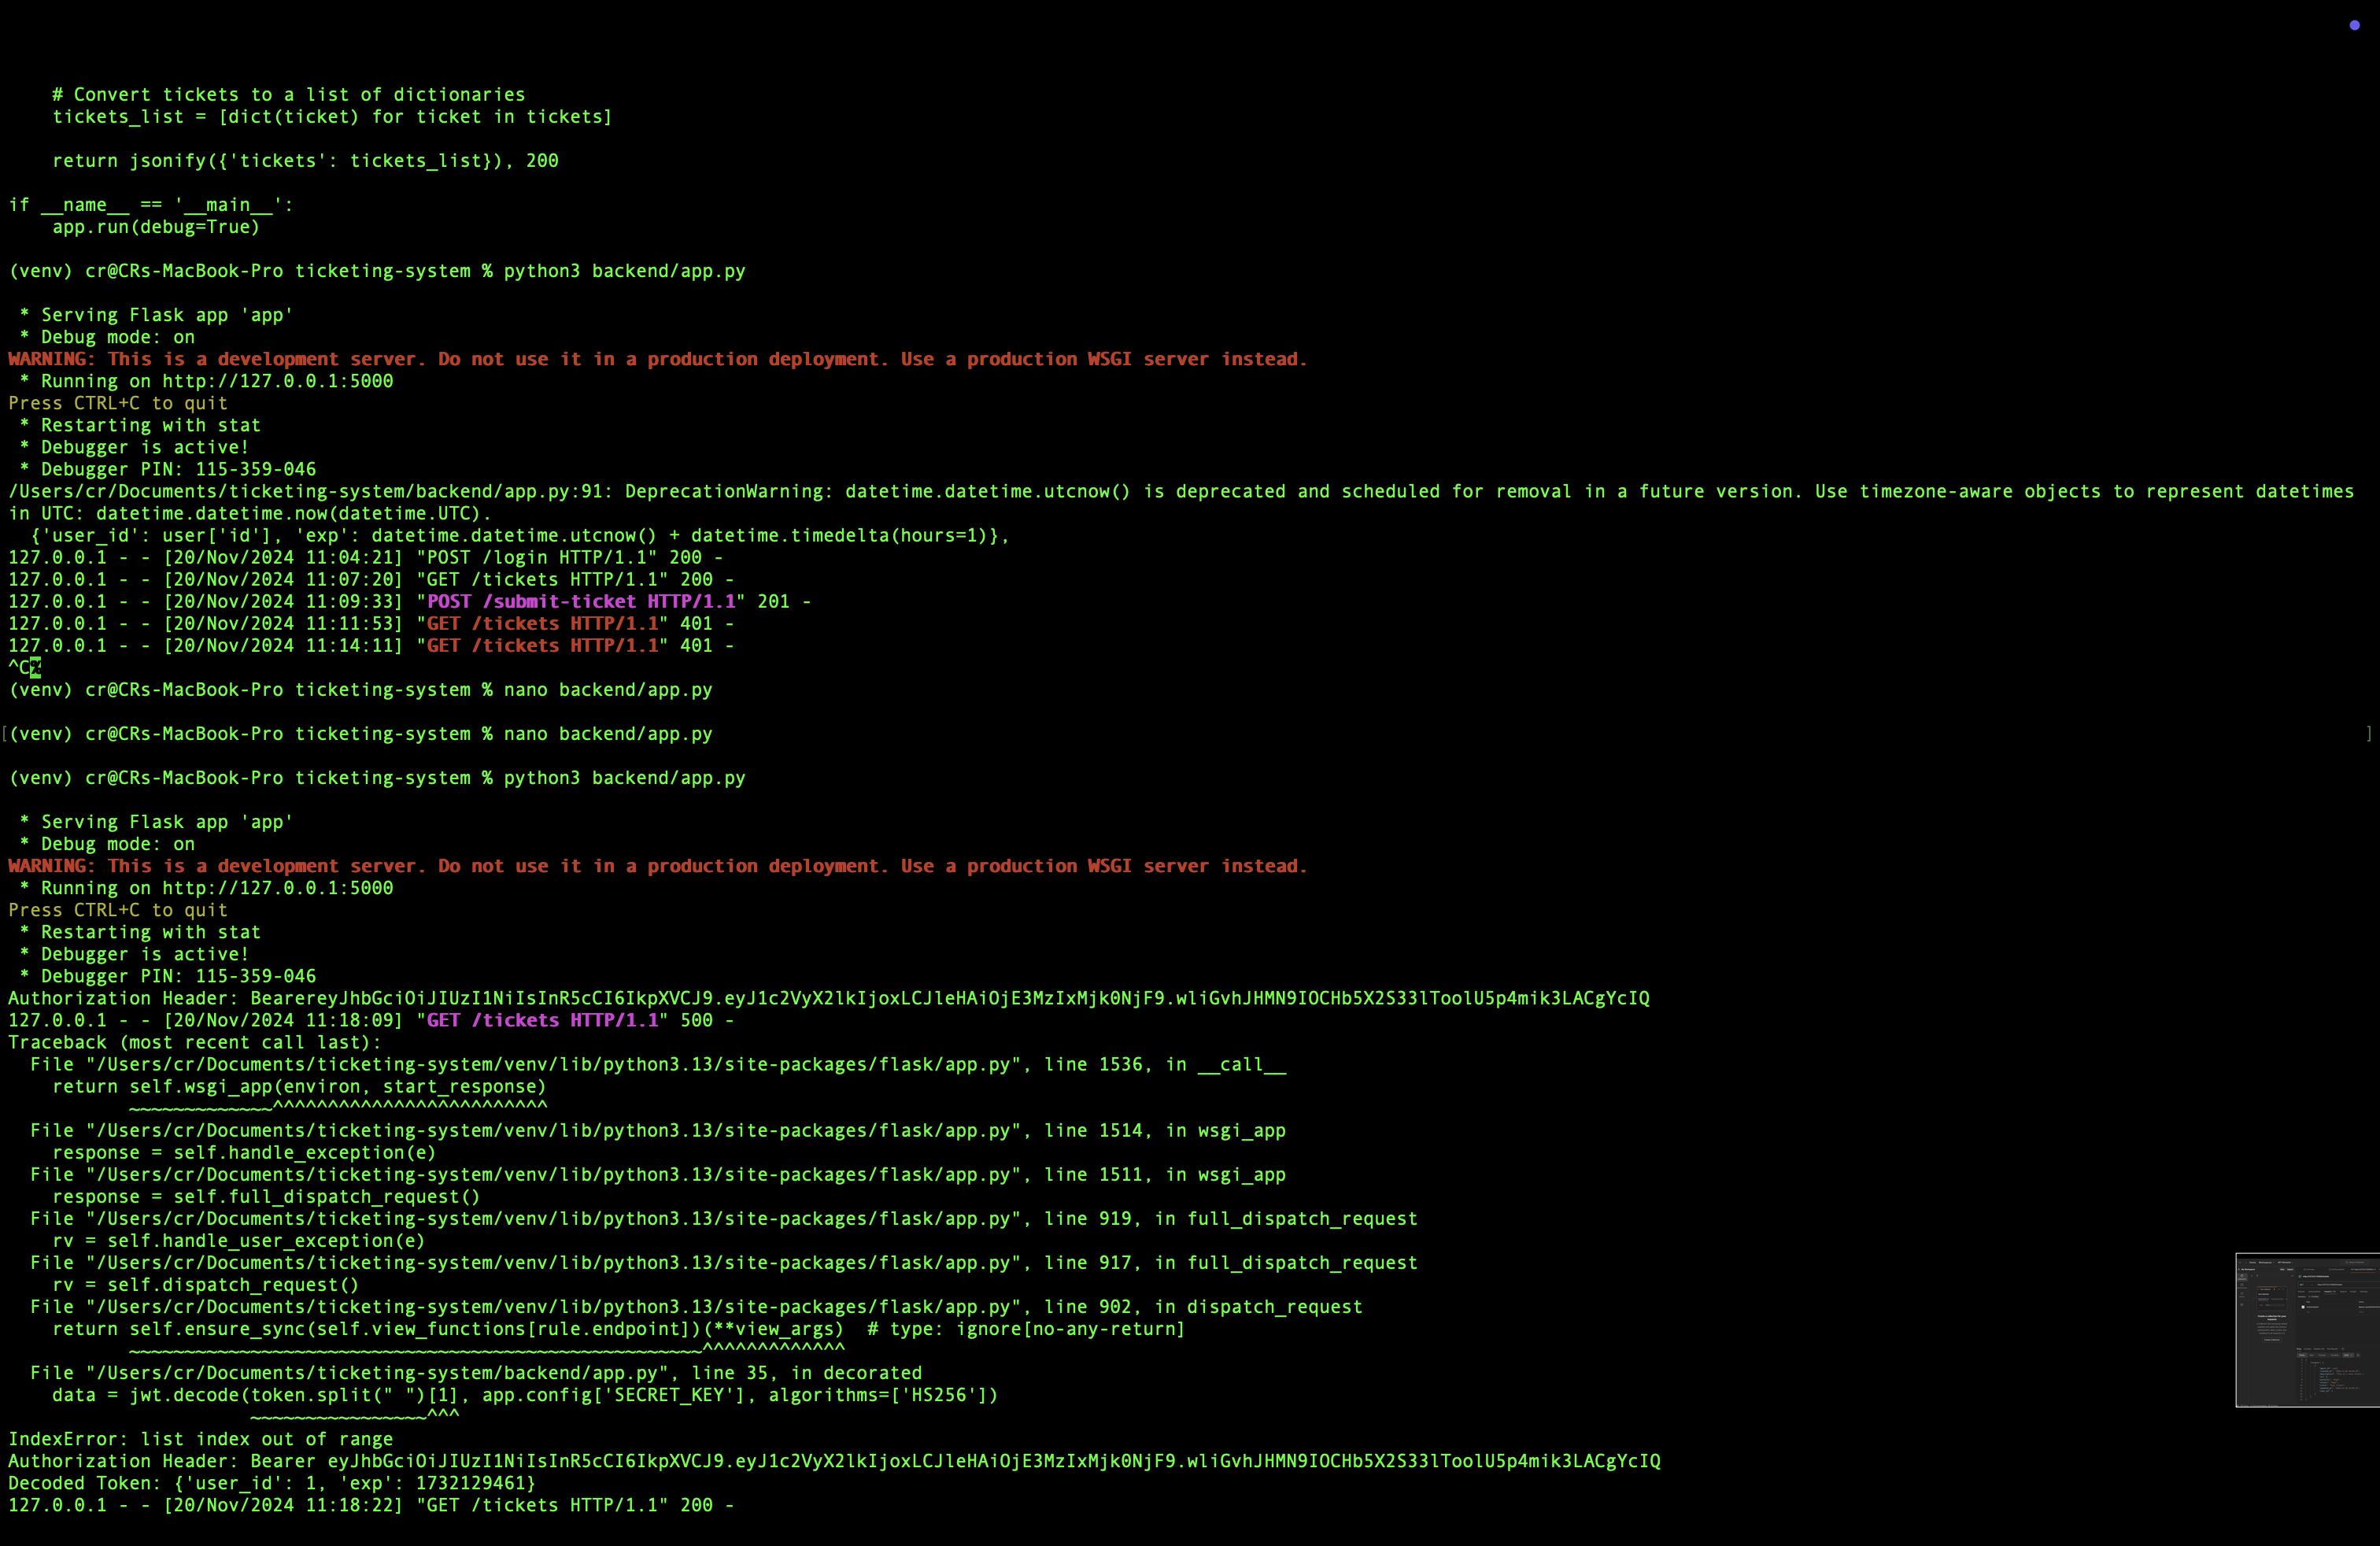 # Convert tickets to a list of dictionaries
    tickets_list = [dict(ticket) for ticket in tickets]
    return jsonify({'tickets': tickets_list}), 200
if __name__ == '__main__':
    app.run(debug=True)
(venv) cr@CRs-MacBook-Pro ticketing-system % python3 backend/app.py
 * Serving Flask app 'app'
 * Debug mode: on
WARNING: This is a development server. Do not use it in a production deployment. Use a production WSGI server instead.
 * Running on http://127.0.0.1:5000
Press CTRL+C to quit
 * Restarting with stat
 * Debugger is active!
 * Debugger PIN: 115-359-046
/Users/cr/Documents/ticketing-system/backend/app.py:91: DeprecationWarning: datetime.datetime.utcnow() is deprecated and scheduled for removal in a future version. Use timezone-aware objects to represent datetimes
in UTC: datetime.datetime.now(datetime.UTC).
  {'user_id': user['id'], 'exp': datetime.datetime.utcnow() + datetime.timedelta(hours=1)},
127.0.0.1 - - [20/Nov/2024 11:04:21] "POST /login HTTP/1.1" 200 -
127.0.0.1 - - [20/Nov/2024 11:07:20] "GET /tickets HTTP/1.1" 200 -
127.0.0.1 - - [20/Nov/2024 11:09:33] "POST /submit-ticket HTTP/1.1" 201 -
127.0.0.1 - - [20/Nov/2024 11:11:53] "GET /tickets HTTP/1.1" 401 -
127.0.0.1 - - [20/Nov/2024 11:14:11] "GET /tickets HTTP/1.1" 401 -
^C%
(venv) cr@CRs-MacBook-Pro ticketing-system % nano backend/app.py
[(venv) cr@CRs-MacBook-Pro ticketing-system % nano backend/app.py ]
(venv) cr@CRs-MacBook-Pro ticketing-system % python3 backend/app.py
 * Serving Flask app 'app'
 * Debug mode: on
WARNING: This is a development server. Do not use it in a production deployment. Use a production WSGI server instead.
 * Running on http://127.0.0.1:5000
Press CTRL+C to quit
 * Restarting with stat
 * Debugger is active!
 * Debugger PIN: 115-359-046
Authorization Header: BearereyJhbGciOiJIUzI1NiIsInR5cCI6IkpXVCJ9.eyJ1c2VyX2lkIjoxLCJleHAiOjE3MzIxMjk0NjF9.wliGvhJHMN9IOCHb5X2S33lToolU5p4mik3LACgYcIQ
127.0.0.1 - - [20/Nov/2024 11:18:09] "GET /tickets HTTP/1.1" 500 -
Traceback (most recent call last):
  File "/Users/cr/Documents/ticketing-system/venv/lib/python3.13/site-packages/flask/app.py", line 1536, in __call__
    return self.wsgi_app(environ, start_response)
           ~~~~~~~~~~~~~^^^^^^^^^^^^^^^^^^^^^^^^^
  File "/Users/cr/Documents/ticketing-system/venv/lib/python3.13/site-packages/flask/app.py", line 1514, in wsgi_app
    response = self.handle_exception(e)
  File "/Users/cr/Documents/ticketing-system/venv/lib/python3.13/site-packages/flask/app.py", line 1511, in wsgi_app
    response = self.full_dispatch_request()
  File "/Users/cr/Documents/ticketing-system/venv/lib/python3.13/site-packages/flask/app.py", line 919, in full_dispatch_request
    rv = self.handle_user_exception(e)
  File "/Users/cr/Documents/ticketing-system/venv/lib/python3.13/site-packages/flask/app.py", line 917, in full_dispatch_request
    rv = self.dispatch_request()
  File "/Users/cr/Documents/ticketing-system/venv/lib/python3.13/site-packages/flask/app.py", line 902, in dispatch_request
    return self.ensure_sync(self.view_functions[rule.endpoint])(**view_args)  # type: ignore[no-any-return]
           ~~~~~~~~~~~~~~~~~~~~~~~~~~~~~~~~~~~~~~~~~~~~~~~~~~~~^^^^^^^^^^^^^
  File "/Users/cr/Documents/ticketing-system/backend/app.py", line 35, in decorated
    data = jwt.decode(token.split(" ")[1], app.config['SECRET_KEY'], algorithms=['HS256'])
                      ~~~~~~~~~~~~~~~~^^^
IndexError: list index out of range
Authorization Header: Bearer eyJhbGciOiJIUzI1NiIsInR5cCI6IkpXVCJ9.eyJ1c2VyX2lkIjoxLCJleHAiOjE3MzIxMjk0NjF9.wliGvhJHMN9IOCHb5X2S33lToolU5p4mik3LACgYcIQ
Decoded Token: {'user_id': 1, 'exp': 1732129461}
127.0.0.1 - - [20/Nov/2024 11:18:22] "GET /tickets HTTP/1.1" 200 -